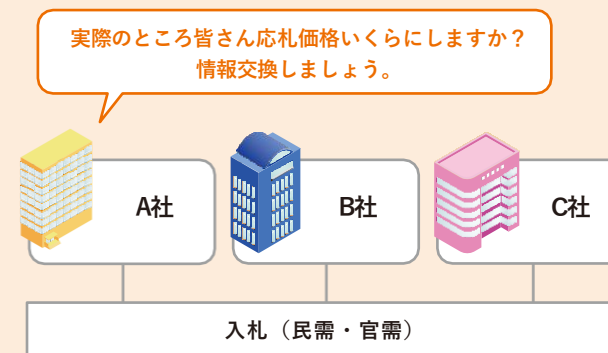 実際のところ皆さん応札価格いくらにしますか？
情報交換しましょう。
A社
B社
C社
入札（民需・官需）